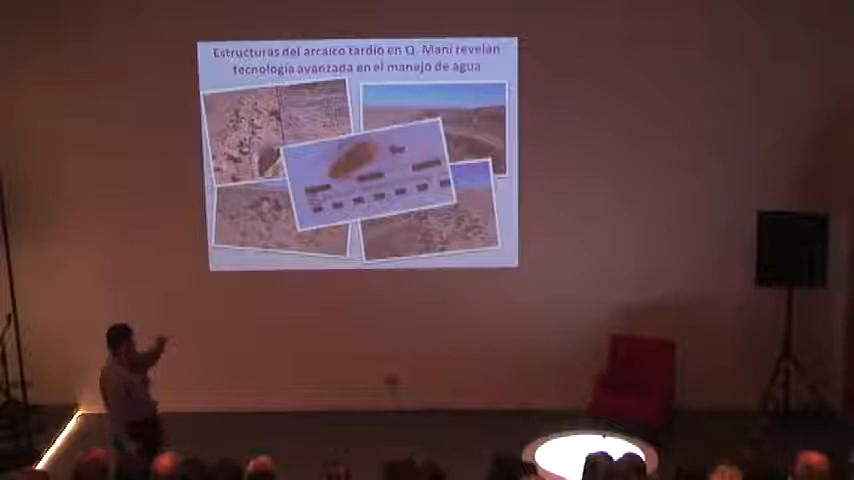 Estructuras del arcaico tardío en Q. Maní revelan
tecnología avanzada en el manejo de agua